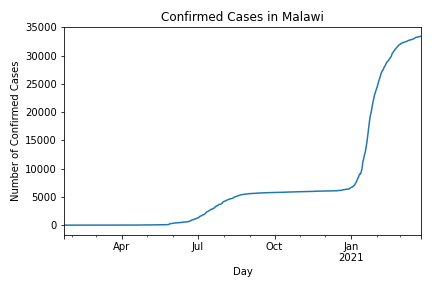 Confirmed Cases in Malawi
Number of Confirmed Cases
35000
30000
25000
20000
15000
10000
5000
0
Apr
Jul
Oct
Jan
2021
Day